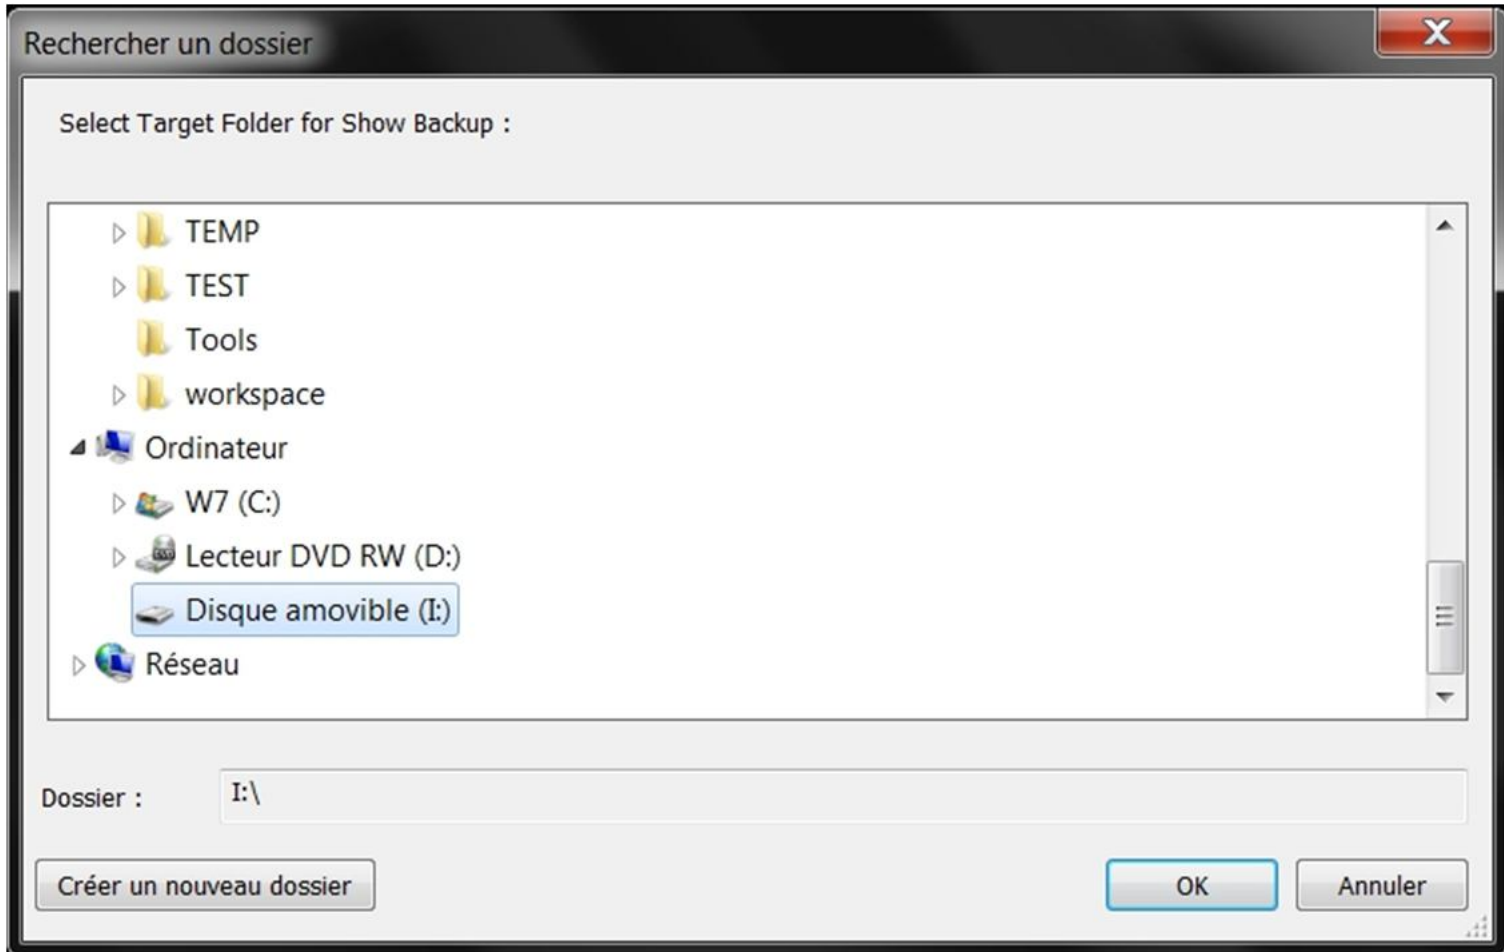 Rechercher un dossier
Select Target Folder for Show Backup :
TEMP
TEST
Tools
workspace
Ordinateur
W7 (C:)
Lecteur DVD RW (D:)
Disque amovible (I:)
Réseau
Dossier : I:\
Créer un nouveau dossier OK Annuler